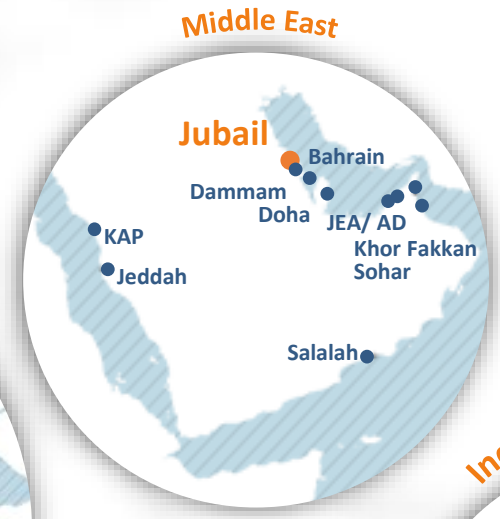 Middle East
Jubail
Bahrain
Dammam
Doha
JEA/ AD
KAP
Khor Fakkan
Sohar
Jeddah
Salalah